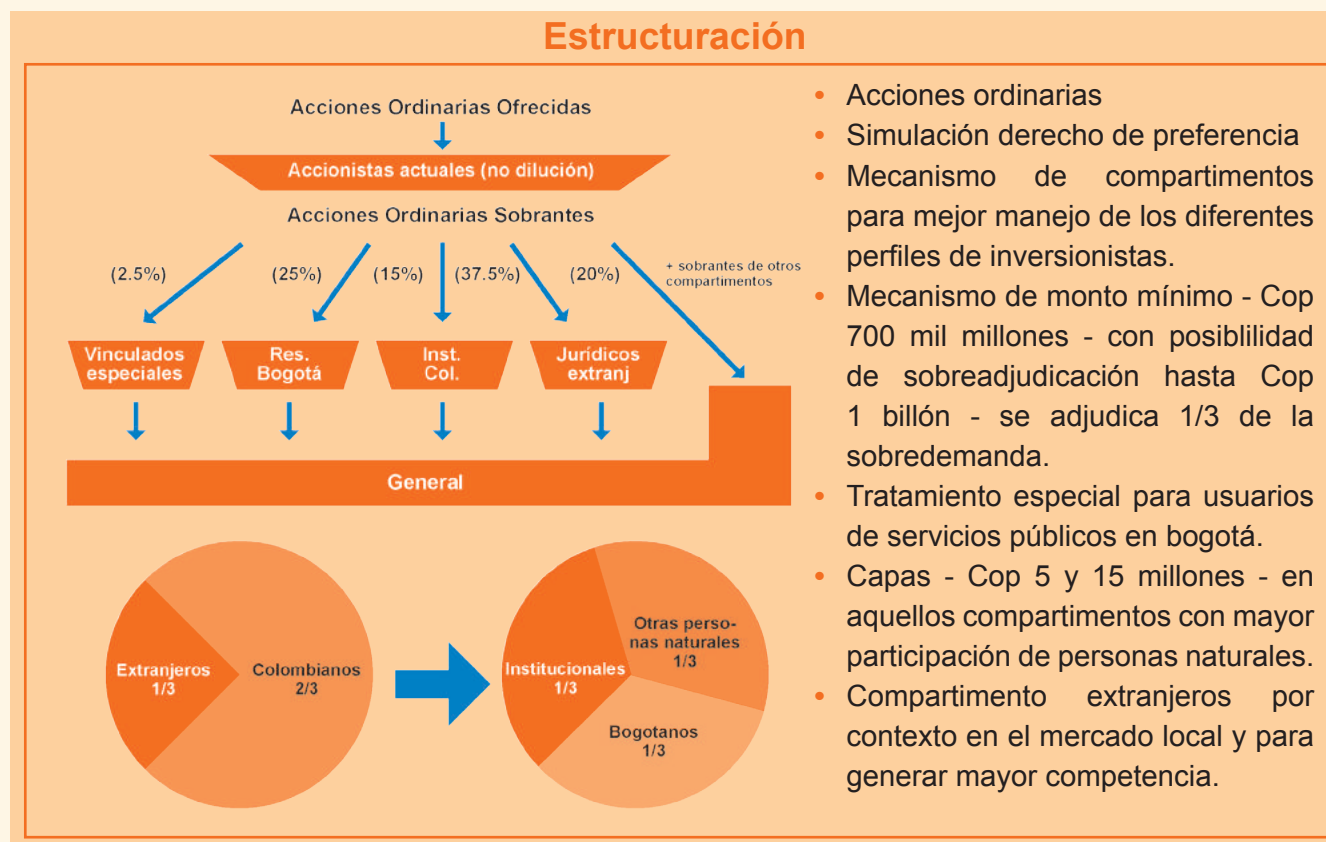 Estructuración
Acciones Ordinarias Ofrecidas
Accionistas actuales (no dilución)
Acciones Ordinarias Sobrantes
(2.5%)
(25%)
(15%)
(37.5%)
(20%)
+ sobrantes de otros
compartimentos
Vinculados
especiales
Res.
Bogotá
Inst.
Col.
Jurídicos
extranj
General
Extranjeros
1/3
Colombianos
2/3
Institucionales
1/3
Otras perso-
nas naturales
1/3
Bogotanos
1/3
• Acciones ordinarias
• Simulación derecho de preferencia
• Mecanismo de compartimentos
para mejor manejo de los diferentes
perfiles de inversionistas.
• Mecanismo de monto mínimo - Cop
700 mil millones - con posiblilidad
de sobreadjudicación hasta Cop
1 billón - se adjudica 1/3 de la
sobredemanda.
• Tratamiento especial para usuarios
de servicios públicos en bogotá.
• Capas - Cop 5 y 15 millones - en
aquellos compartimentos con mayor
participación de personas naturales.
• Compartimento extranjeros por
contexto en el mercado local y para
generar mayor competencia.